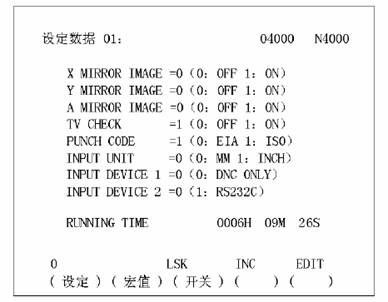 设定数据 01： 04000 N4000
X MIRROR IMAGE =0（0：OFF 1：ON）
Y MIRROR IMAGE =0（0：OFF 1：ON）
A MIRROR IMAGE =0（0：OFF 1：ON）
TV CHECK =1（0：OFF 1：ON）
PUNCH CODE =1（0：EIA 1：ISO）
INPUT UNIT =0（0：MM 1：INCH）
INPUT DEVICE 1 =0（0：DNC ONLY）
INPUT DEVICE 2 =0（1：RS232C）
RUNNING TIME 0006H 09M 26S
0 LSK INC EDIT
（ 设定 ）（ 宏值 ）（ 开关 ）（ ）（ ）